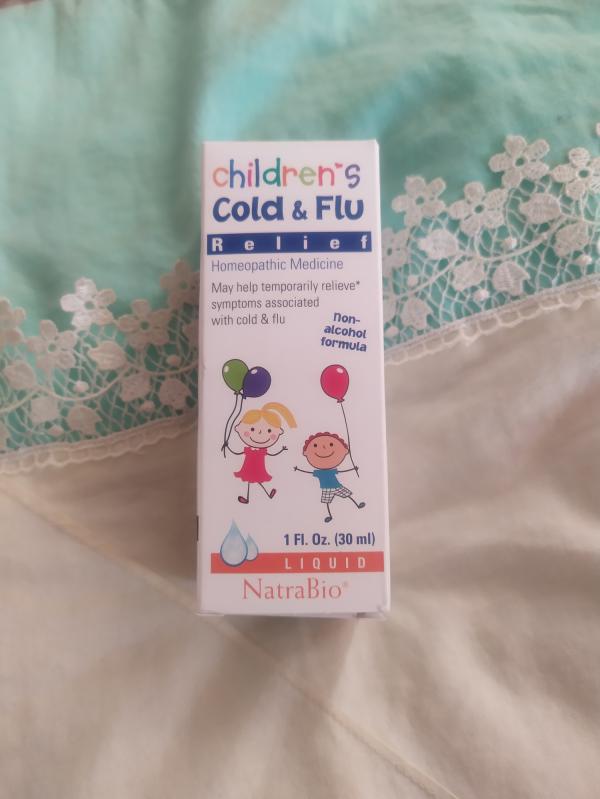 children's
Cold & Flu
Relief
Homeopathic Medicine
May help temporarily relieve*
symptoms associated
with cold & flu
non-
alcohol
formula
1 Fl. Oz. (30 ml)
LIQUID
NatraBio®